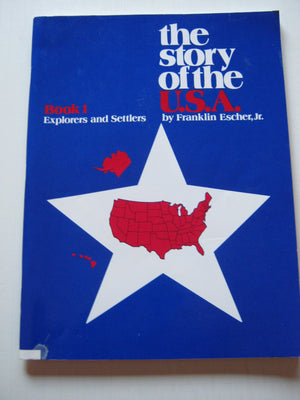 the
story
of the
U.S.A.
Book 1
Explorers and Settlers
by Franklin Escher, Jr.